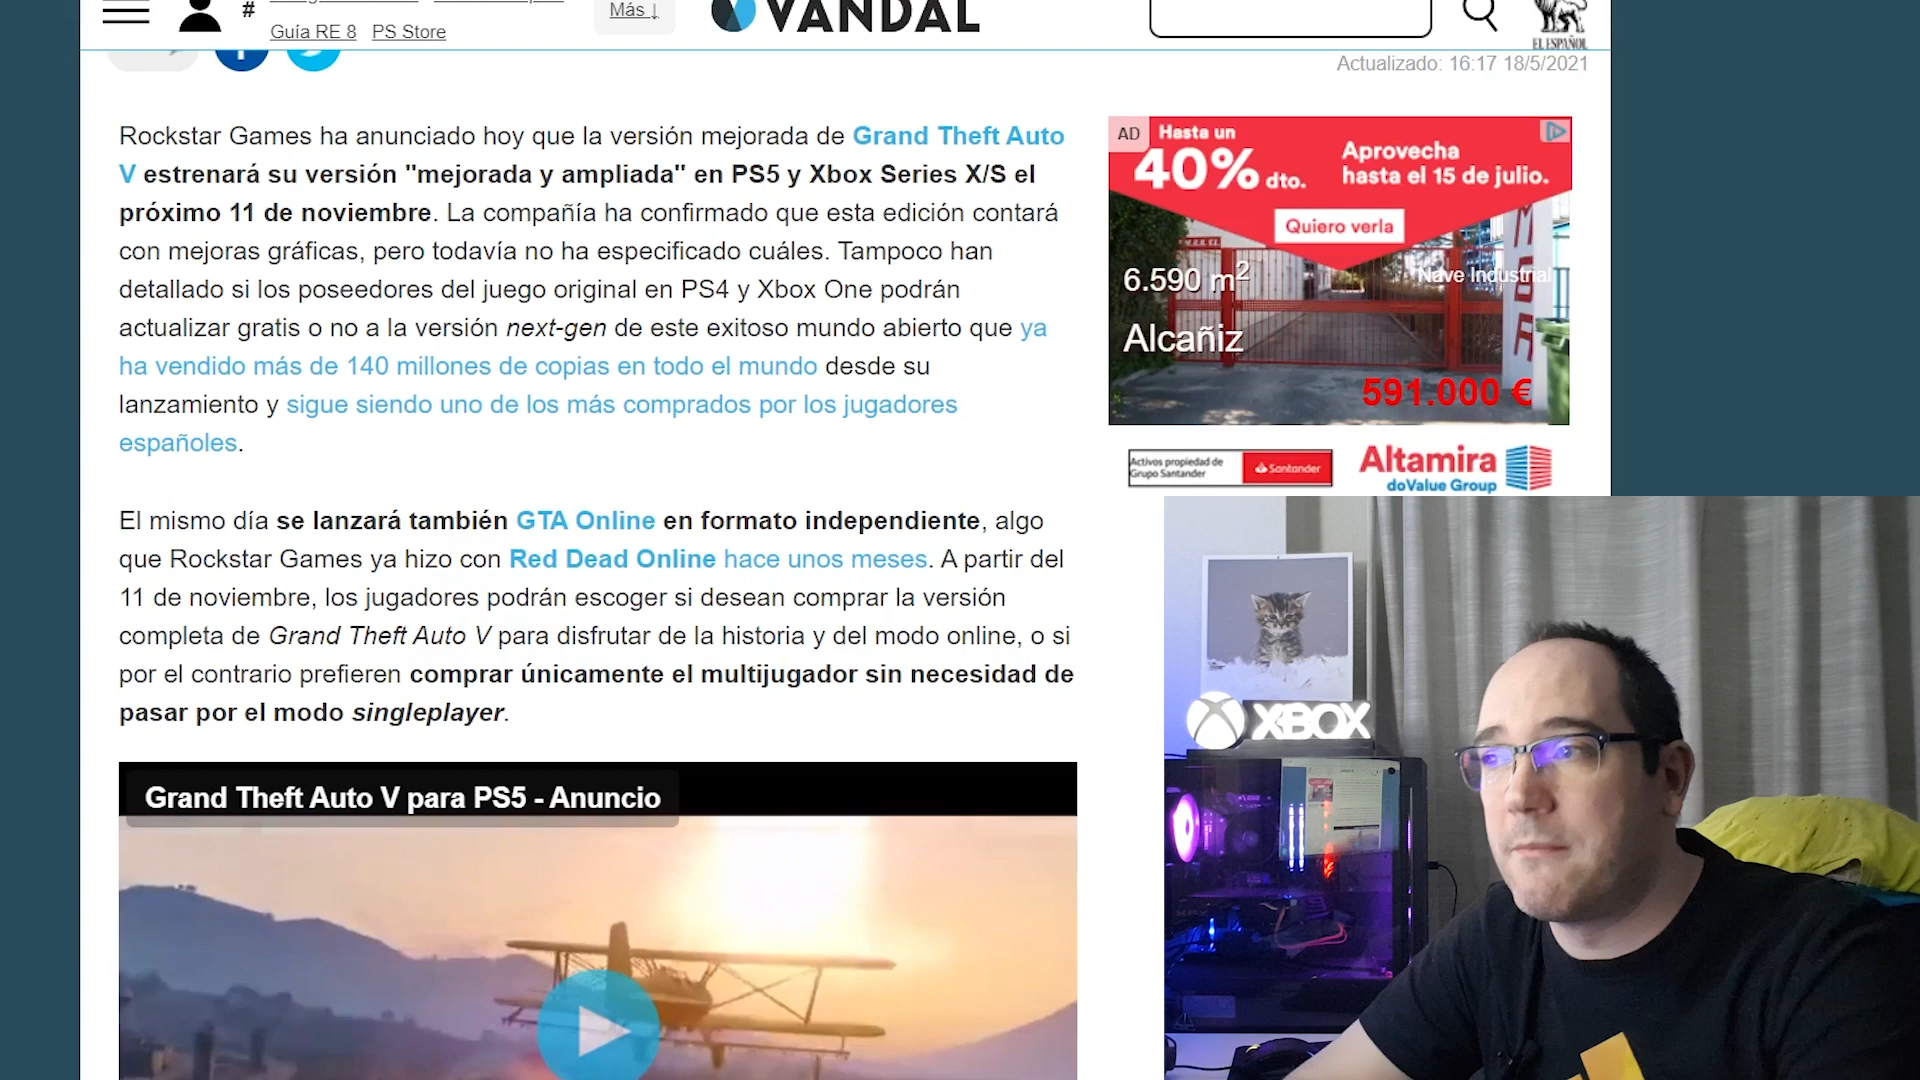 #
Guía RE 8 PS Store
Más ↓
VANDAL
EL ESPAÑOL
Actualizado: 16:17 18/5/2021
Rockstar Games ha anunciado hoy que la versión mejorada de Grand Theft Auto
V estrenará su versión "mejorada y ampliada" en PS5 y Xbox Series X/S el
próximo 11 de noviembre. La compañía ha confirmado que esta edición contará
con mejoras gráficas, pero todavía no ha especificado cuáles. Tampoco han
detallado si los poseedores del juego original en PS4 y Xbox One podrán
actualizar gratis o no a la versión next-gen de este exitoso mundo abierto que ya
ha vendido más de 140 millones de copias en todo el mundo desde su
lanzamiento y sigue siendo uno de los más comprados por los jugadores
españoles.
El mismo día se lanzará también GTA Online en formato independiente, algo
que Rockstar Games ya hizo con Red Dead Online hace unos meses. A partir del
11 de noviembre, los jugadores podrán escoger si desean comprar la versión
completa de Grand Theft Auto V para disfrutar de la historia y del modo online, o si
por el contrario prefieren comprar únicamente el multijugador sin necesidad de
pasar por el modo singleplayer.
Grand Theft Auto V para PS5 - Anuncio
AD
Hasta un
40% dto.
Aprovecha
hasta el 15 de julio.
Quiero verla
6.590 m²
Nave Industrial
Alcañiz
591.000 €
Activos propiedad de
Grupo Santander
Santander
Altamira
doValue Group
XBOX